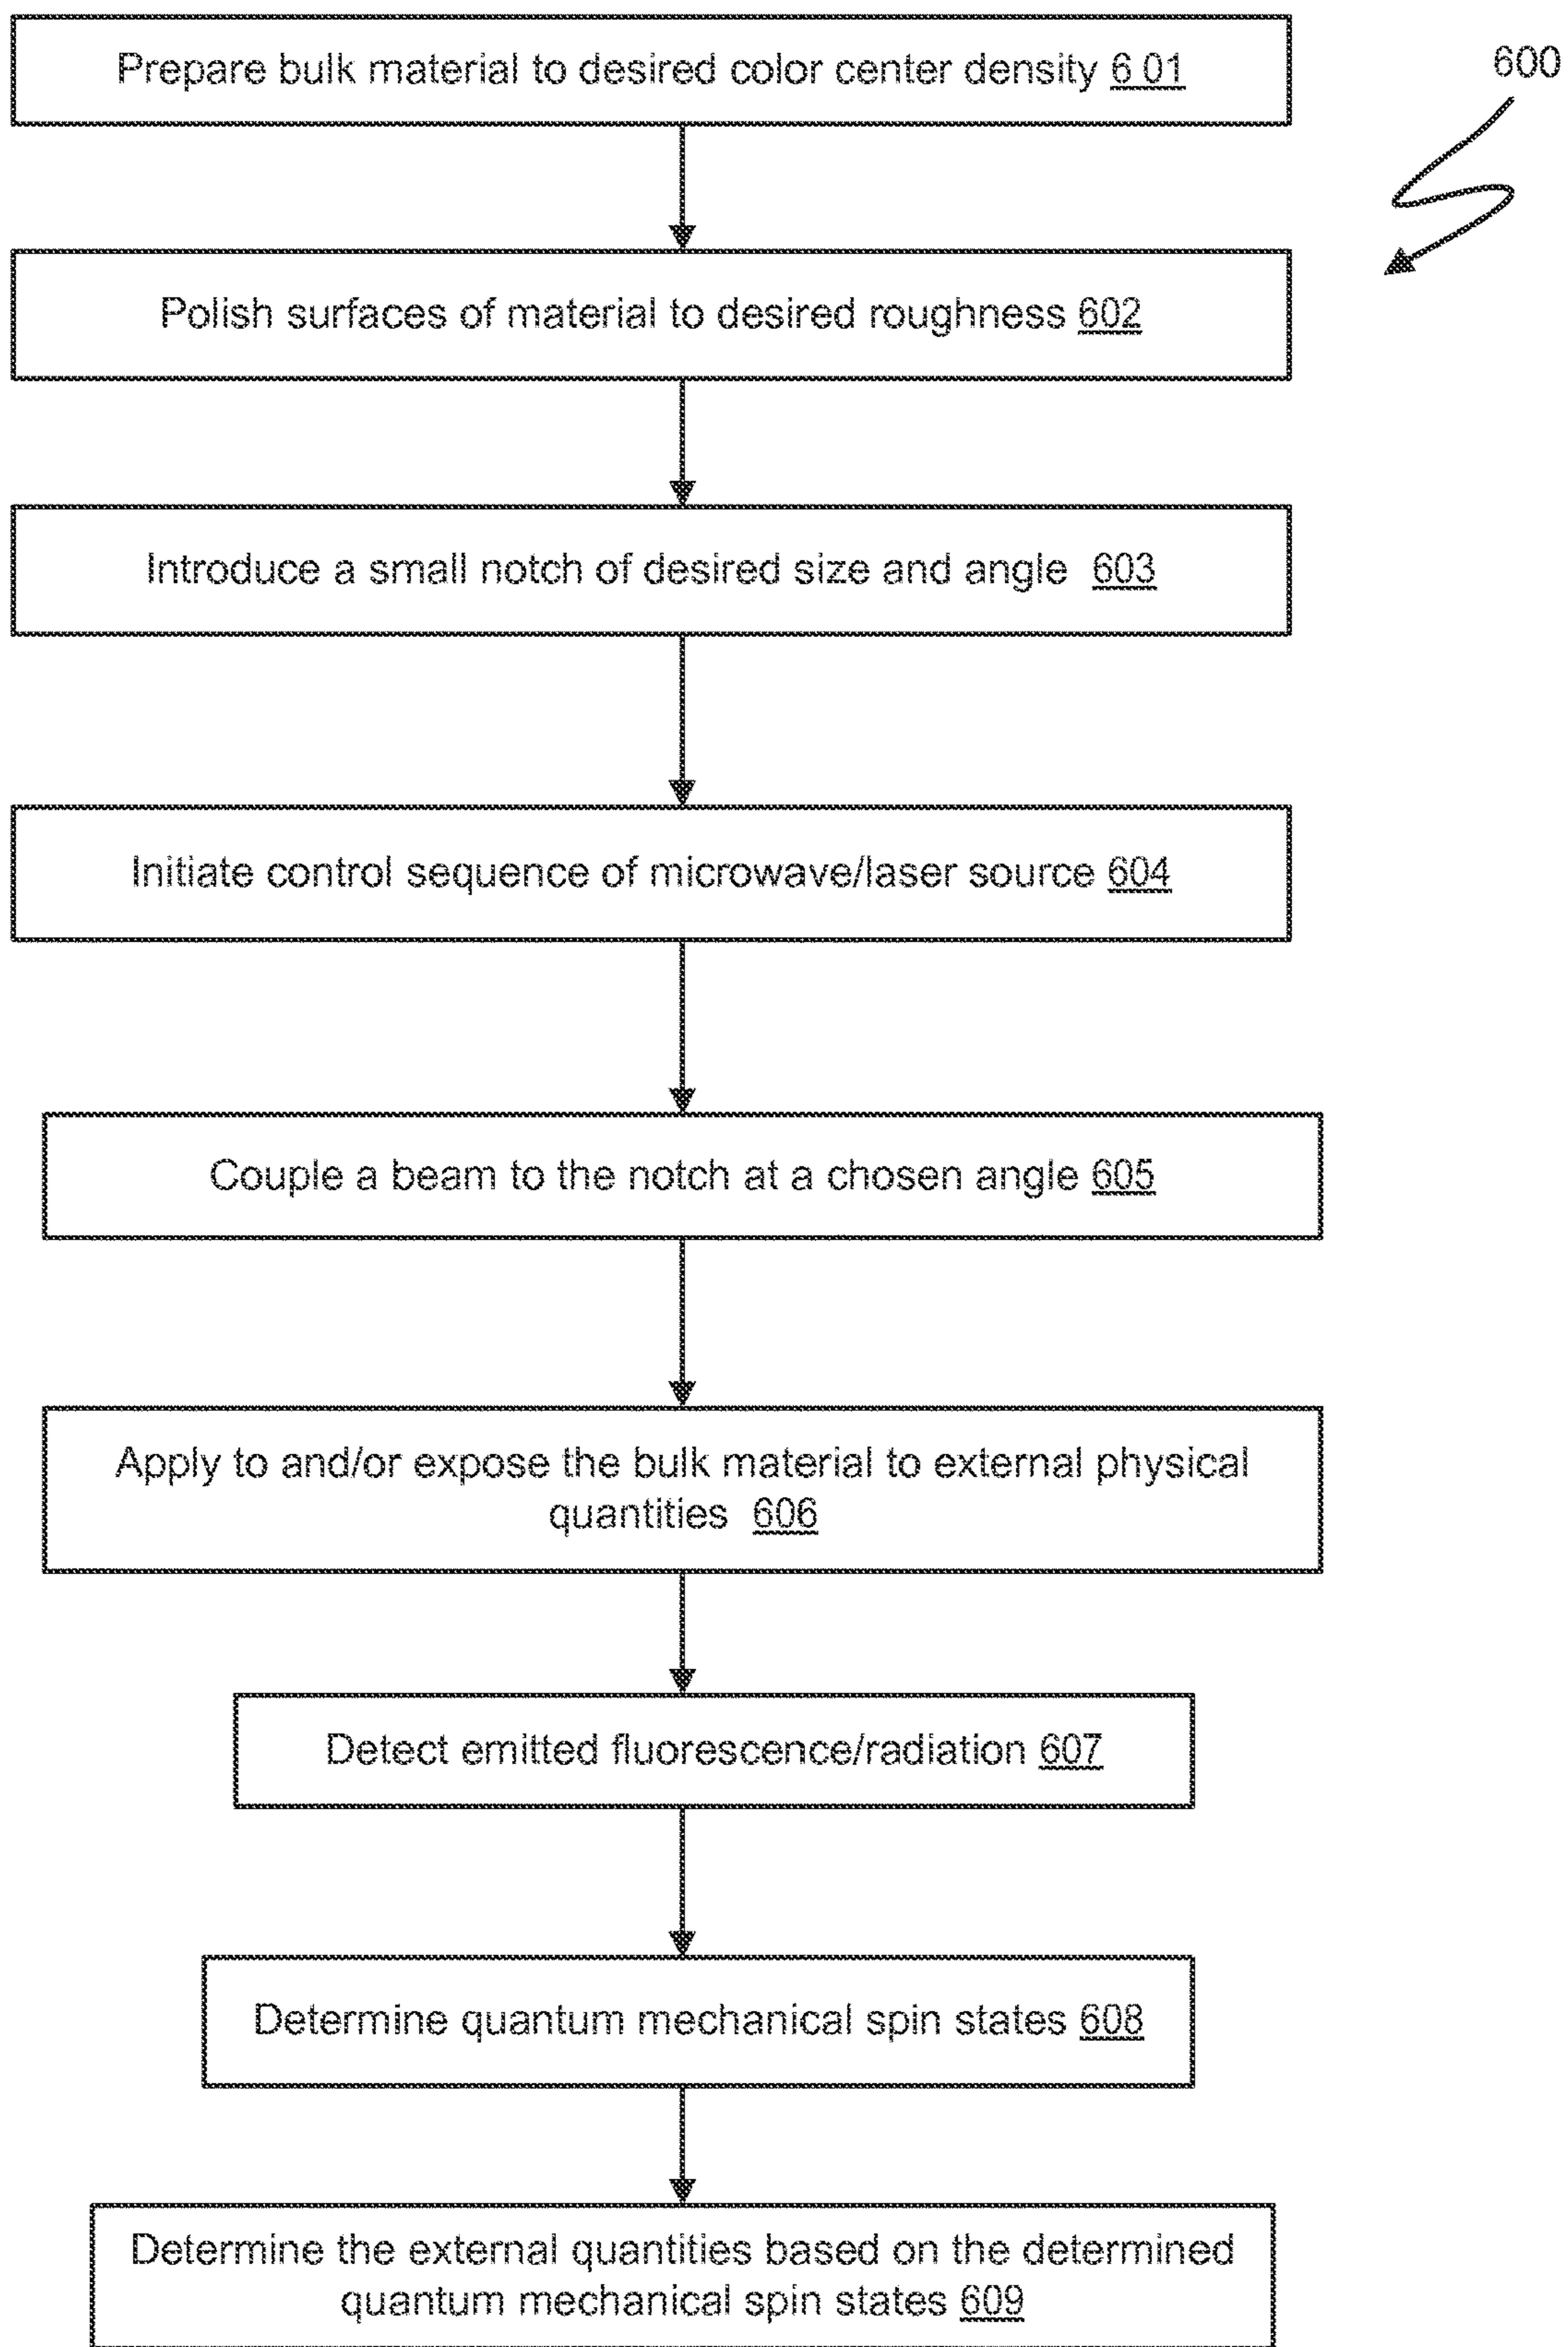 Prepare bulk material to desired color center density 6 01
600
Polish surfaces of material to desired roughness 602
Introduce a small notch of desired size and angle 603
Initiate control sequence of microwave/laser source 604
Couple a beam to the notch at a chosen angle 605
Apply to and/or expose the bulk material to external physical
quantities 606
Detect emitted fluorescence/radiation 607
Determine quantum mechanical spin states 608
Determine the external quantities based on the determined
quantum mechanical spin states 609